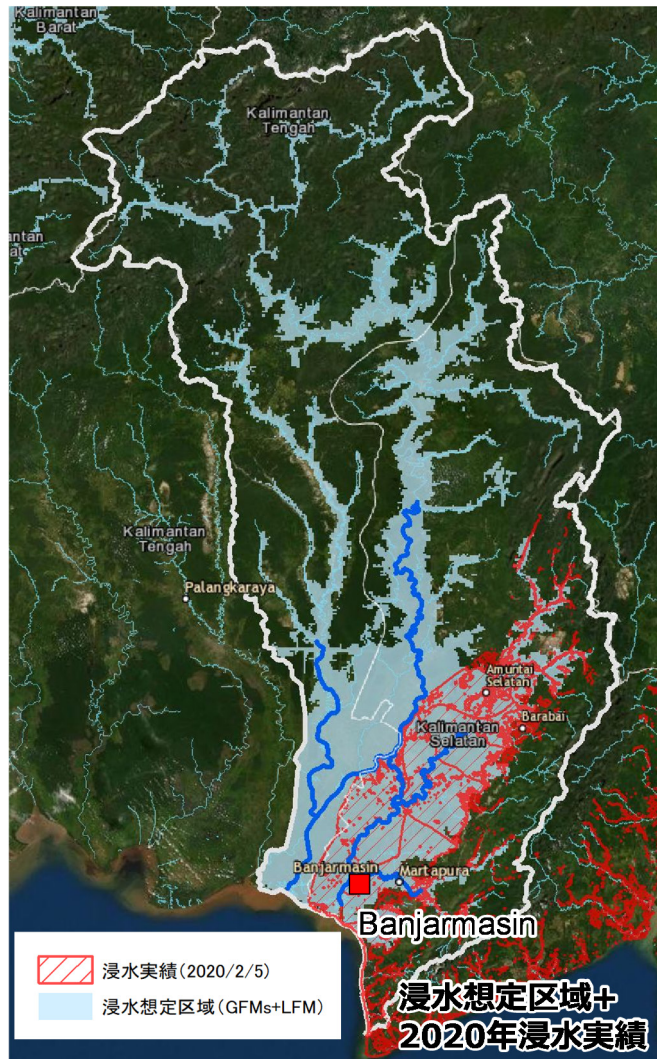 Kalimantan
Barat
Kalimantan
Tengah
antan
at
Kalimantan
Tengah
Palangkaraya
Amuntai
Selatan
Barabai
Kalimantan
Selatan
Banjarmasin
Martapura
Banjarmasin
浸水実績(2020/2/5)
浸水想定区域(GFMs+LFM)
浸水想定区域+
2020年浸水実績